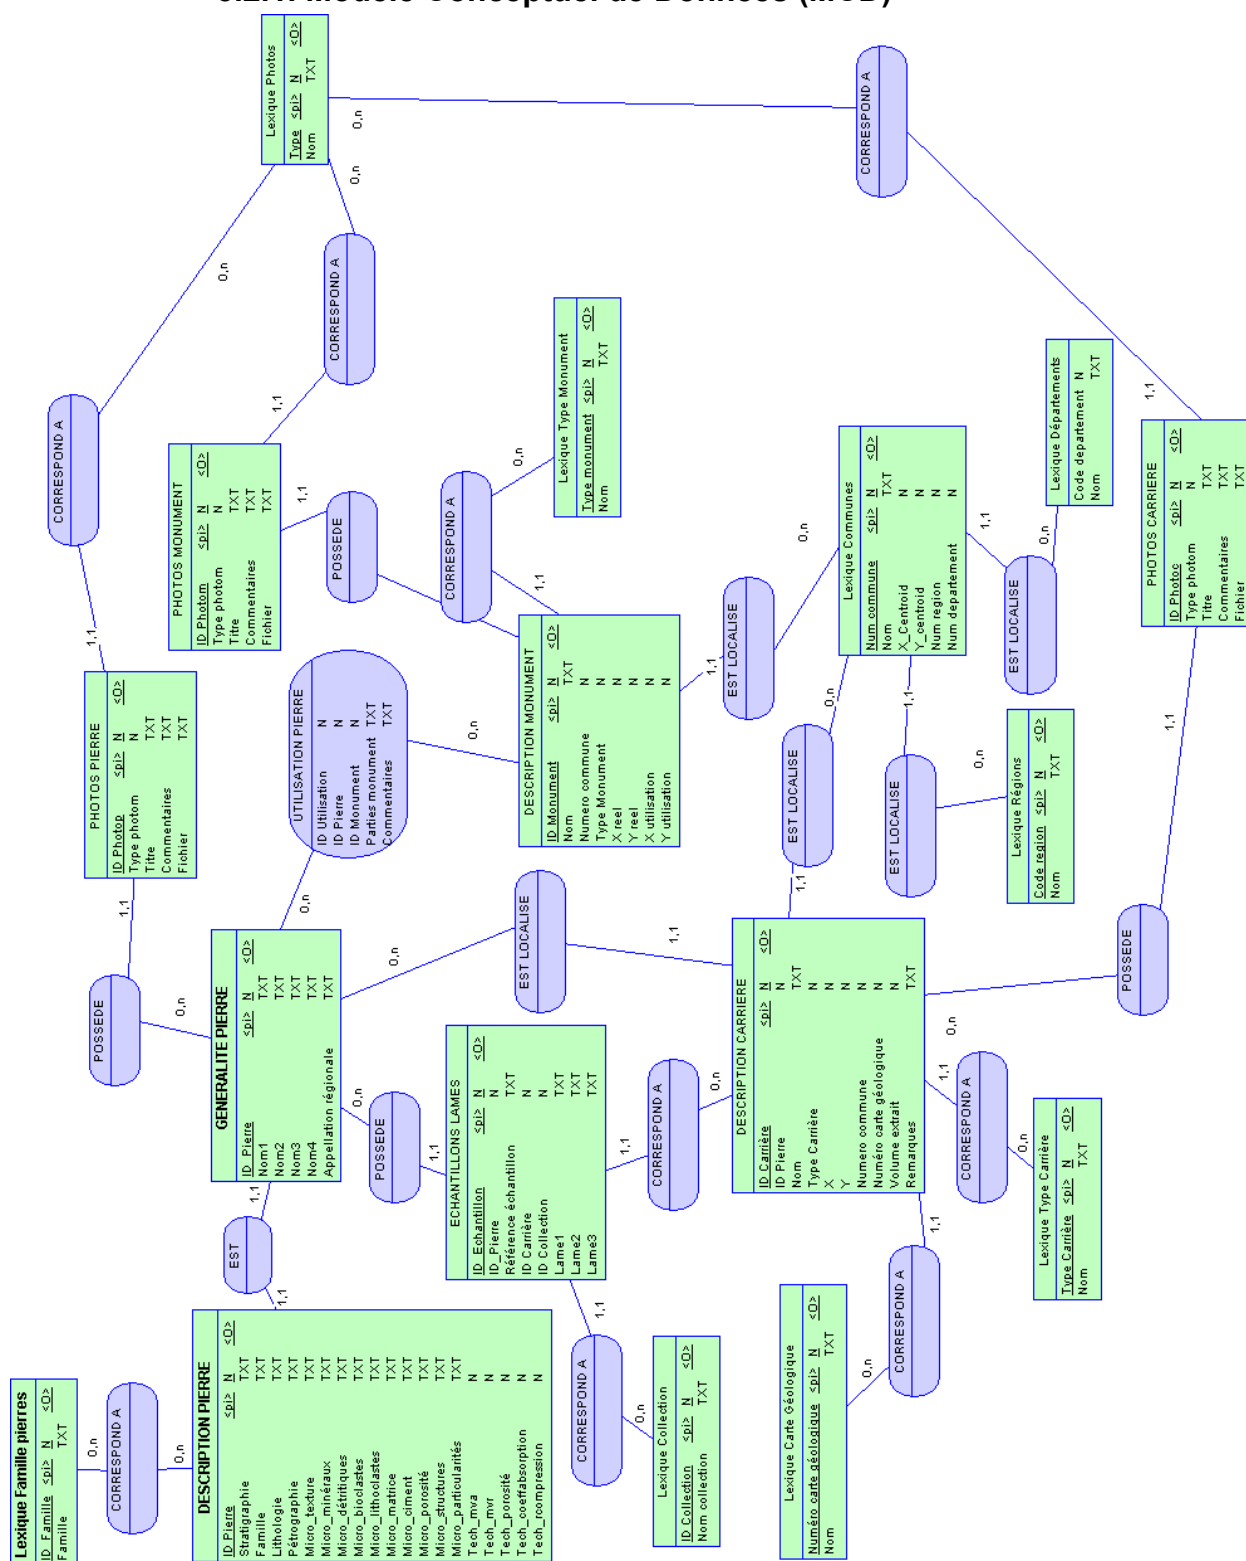 5.2.4. Modèle Conceptuel de Données (MCD)
Lexique Photos
Type <pi> N <O>
Nom TXT
0,n
0,n
0,n
CORRESPOND A
CORRESPOND A
CORRESPOND A
1,1
1,1
1,1
PHOTOS PIERRE
ID Photop <pi> N <O>
Type photom N
Titre TXT
Commentaires TXT
Fichier TXT
1,1
POSSEDE
0,n
PHOTOS MONUMENT
ID Photom <pi> N <O>
Type photom N
Titre TXT
Commentaires TXT
Fichier TXT
1,1
POSSEDE
Lexique Type Monument
Type monument <pi> N <O>
Nom TXT
0,n
CORRESPOND A
1,1
UTILISATION PIERRE
ID Utilisation N
ID Pierre N
ID Monument N
Parties monument TXT
Commentaires TXT
0,n
0,n
DESCRIPTION MONUMENT
ID Monument <pi> N <O>
Nom TXT
Numero commune N
Type Monument N
X reel N
Y reel N
X utilisation N
Y utilisation N
1,1
EST LOCALISE
0,n
Lexique Communes
Num commune <pi> N <O>
Nom TXT
X_Centroid N
Y_centroid N
Num region N
Num departement N
1,1
EST LOCALISE
0,n
Lexique Départements
Code departement N
Nom TXT
1,1
EST LOCALISE
0,n
Lexique Régions
Code region <pi> N <O>
Nom TXT
0,n
EST LOCALISE
1,1
PHOTOS CARRIERE
ID Photoc <pi> N <O>
Type photom N
Titre TXT
Commentaires TXT
Fichier TXT
1,1
POSSEDE
0,n
GENERALITE PIERRE
ID_Pierre <pi> N <O>
Nom1 TXT
Nom2 TXT
Nom3 TXT
Nom4 TXT
Appellation régionale TXT
0,n
EST LOCALISE
1,1
0,n
POSSEDE
1,1
1,1
EST
1,1
ECHANTILLONS LAMES
ID_Echantillon <pi> N <O>
ID_Pierre N
Référence échantillon TXT
ID Carrière N
ID Collection N
Lame1 TXT
Lame2 TXT
Lame3 TXT
1,1
CORRESPOND A
0,n
DESCRIPTION CARRIERE
ID Carrière <pi> N <O>
ID Pierre N
Nom TXT
Type Carrière N
X N
Y N
Numero commune N
Numéro carte géologique N
Volume extrait N
Remarques TXT
1,1
CORRESPOND A
0,n
Lexique Type Carrière
Type Carrière <pi> N <O>
Nom TXT
1,1
CORRESPOND A
0,n
Lexique Carte Géologique
Numéro carte géologique <pi> N <O>
Nom TXT
1,1
CORRESPOND A
0,n
Lexique Collection
ID Collection <pi> N <O>
Nom collection TXT
Lexique Famille pierres
ID_Famille <pi> N <O>
Famille TXT
0,n
CORRESPOND A
0,n
DESCRIPTION PIERRE
ID_Pierre <pi> N <O>
Stratigraphie TXT
Famille TXT
Lithologie TXT
Pétrographie TXT
Micro_texture TXT
Micro_minéraux TXT
Micro_détritiques TXT
Micro_bioclastes TXT
Micro_lithoclastes TXT
Micro_matrice TXT
Micro_ciment TXT
Micro_porosité TXT
Micro_structures TXT
Micro_particularités TXT
Tech_mva N
Tech_mvr N
Tech_porosité N
Tech_coeffabsorption N
Tech_rcompression N